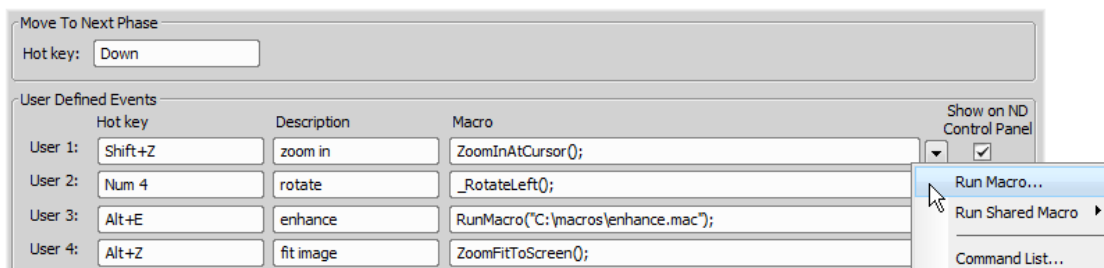 Move To Next Phase
Hot key: Down
User Defined Events
Hot key Description Macro Show on ND Control Panel
User 1: Shift+Z zoom in ZoomInAtCursor();
User 2: Num 4 rotate _RotateLeft();
Run Macro...
User 3: Alt+E enhance RunMacro("C:\macros\enhance.mac");
Run Shared Macro
User 4: Alt+Z fit image ZoomFitToScreen();
Command List...